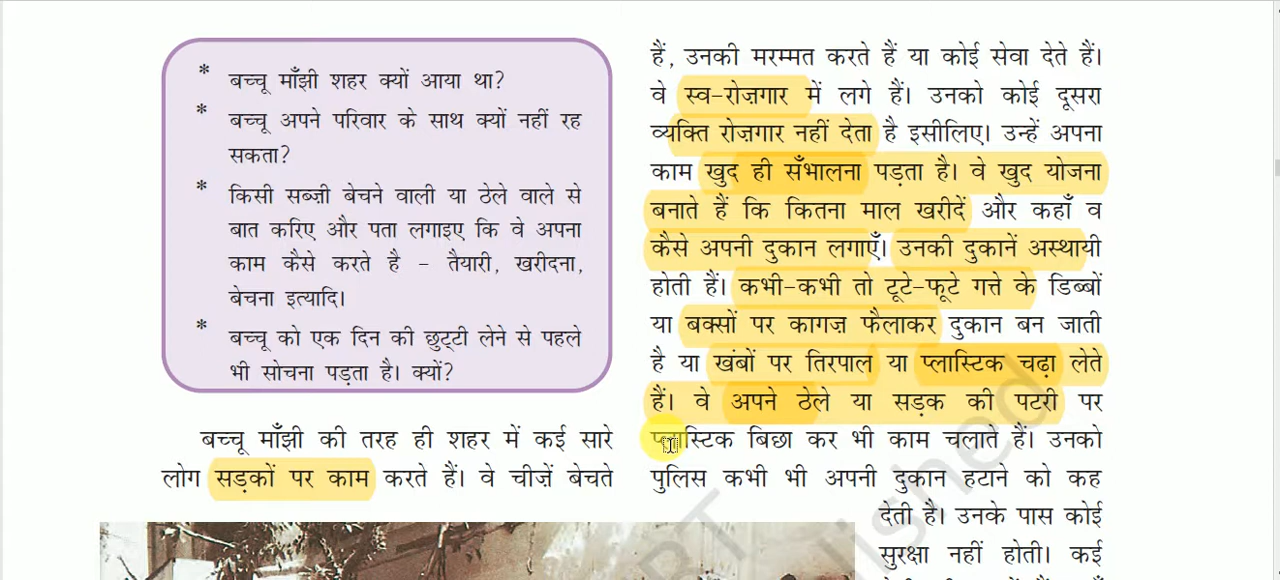 * बच्चू माँझी शहर क्यों आया था?
* बच्चू अपने परिवार के साथ क्यों नहीं रह
सकता?
* किसी सब्ज़ी बेचने वाली या ठेले वाले से
बात करिए और पता लगाइए कि वे अपना
काम कैसे करते है – तैयारी, खरीदना,
बेचना इत्यादि।
* बच्चू को एक दिन की छुट्टी लेने से पहले
भी सोचना पड़ता है। क्यों?
बच्चू माँझी की तरह ही शहर में कई सारे
लोग सड़कों पर काम करते हैं। वे चीज़ें बेचते
हैं, उनकी मरम्मत करते हैं या कोई सेवा देते हैं।
वे स्व-रोज़गार में लगे हैं। उनको कोई दूसरा
व्यक्ति रोज़गार नहीं देता है इसीलिए। उन्हें अपना
काम खुद ही सँभालना पड़ता है। वे खुद योजना
बनाते हैं कि कितना माल खरीदें और कहाँ व
कैसे अपनी दुकान लगाएँ। उनकी दुकानें अस्थायी
होती हैं। कभी-कभी तो टूटे-फूटे गत्ते के डिब्बों
या बक्सों पर कागज़ फैलाकर दुकान बन जाती
है या खंबों पर तिरपाल या प्लास्टिक चढ़ा लेते
हैं। वे अपने ठेले या सड़क की पटरी पर
प्लास्टिक बिछा कर भी काम चलाते हैं। उनको
पुलिस कभी भी अपनी दुकान हटाने को कह
देती है। उनके पास कोई
सुरक्षा नहीं होती। कई